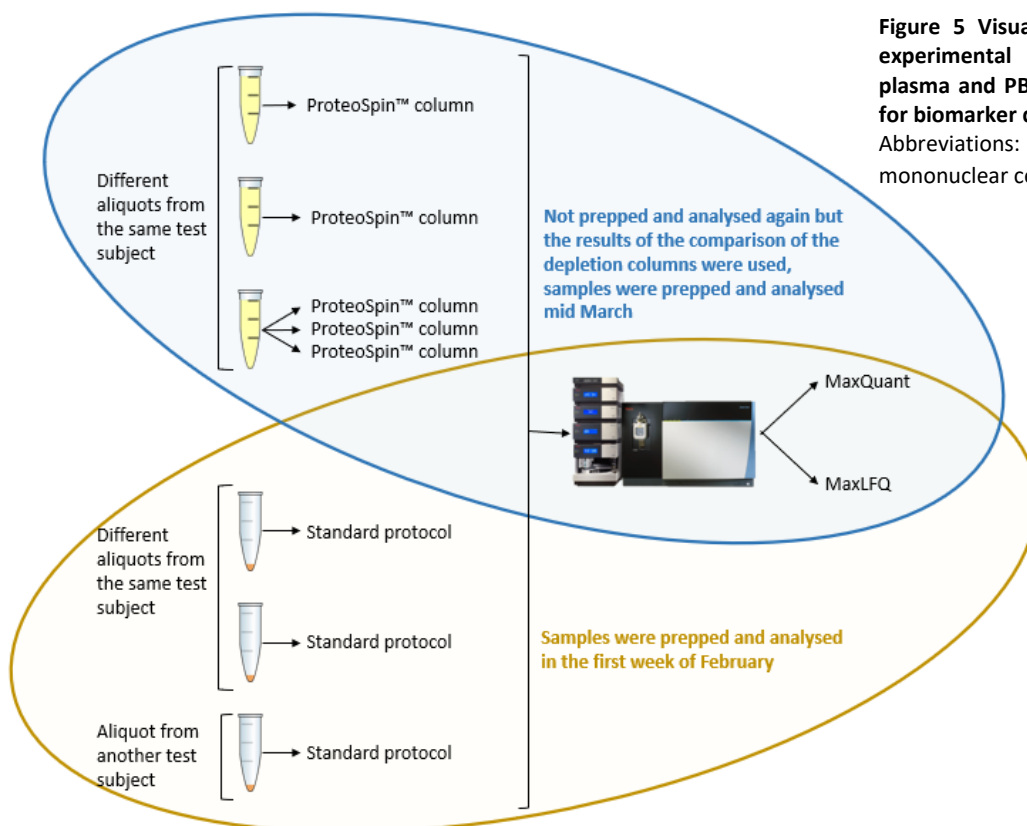 Figure 5 Visua
experimental
plasma and PB
for biomarker
Abbreviations:
mononuclear
ProteoSpin™ column
Different
aliquots from
the same test
subject
ProteoSpin™ column
ProteoSpin™ column
ProteoSpin™ column
ProteoSpin™ column
Not prepped and analysed again but
the results of the comparison of the
depletion columns were used,
samples were prepped and analysed
mid March
MaxQuant
MaxLFQ
Different
aliquots from
the same test
subject
Standard protocol
Standard protocol
Samples were prepped and analysed
in the first week of February
Aliquot from
another test
subject
Standard protocol